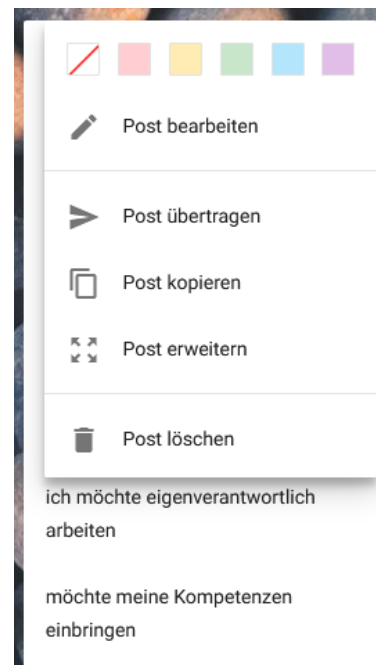 Post bearbeiten
Post übertragen
Post kopieren
Post erweitern
Post löschen
ich möchte eigenverantwortlich
arbeiten
möchte meine Kompetenzen
einbringen